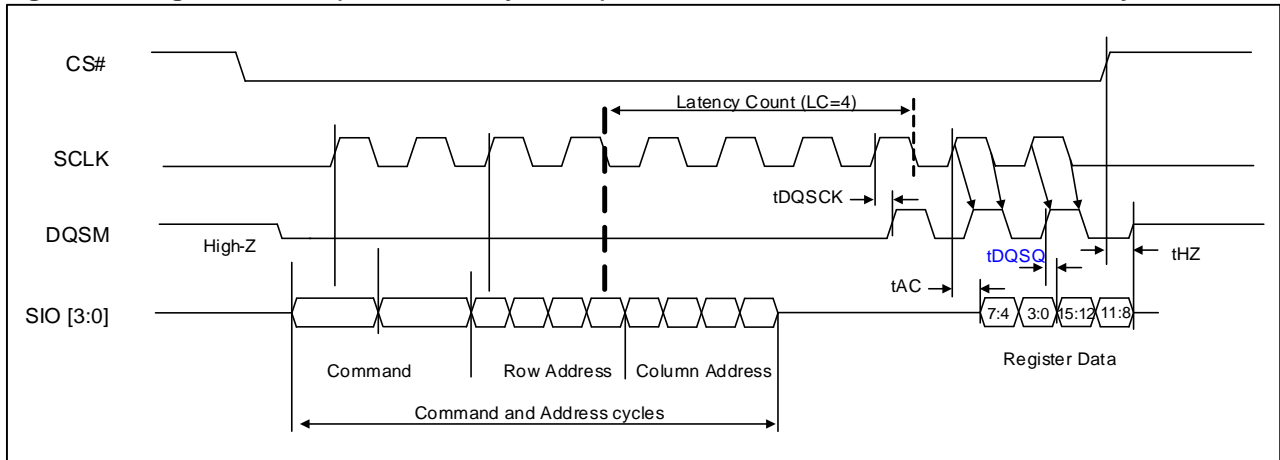 CS#
Latency Count (LC=4)
SCLK
tDQSCK
DQSM
High-Z
tDQSQ
tHZ
tAC
SIO [3:0]
7:4 3:0 15:12 11:8
Register Data
Command Row Address Column Address
Command and Address cycles